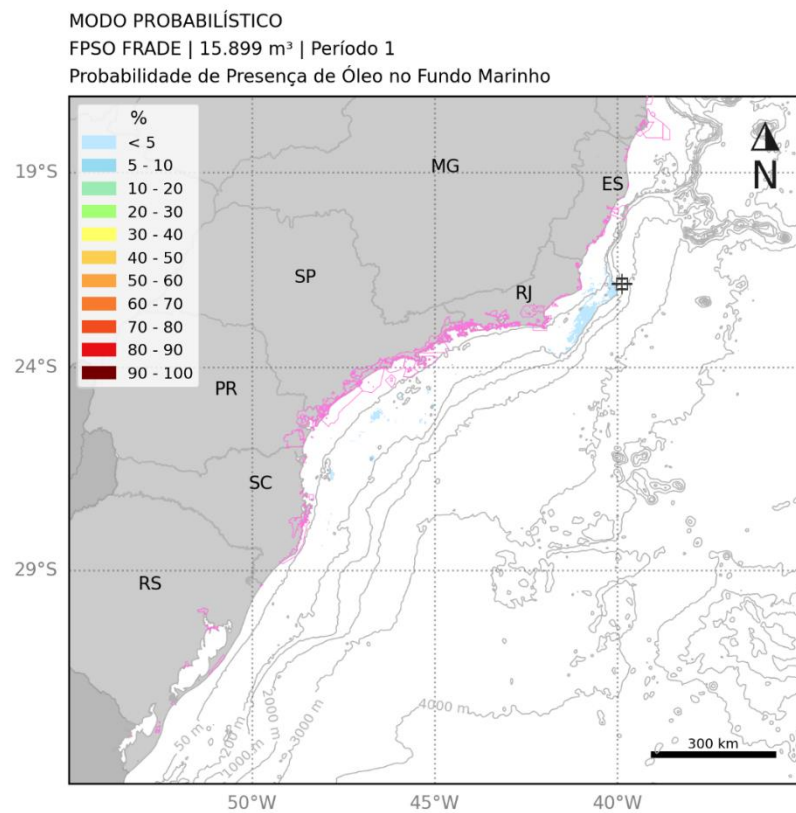 MODO PROBABILÍSTICO
FPSO FRADE | 15.899 m³ | Período 1
Probabilidade de Presença de Óleo no Fundo Marinho
%
< 5
5 - 10
10 - 20
20 - 30
30 - 40
40 - 50
50 - 60
60 - 70
70 - 80
80 - 90
90 - 100
N
19°S
24°S
29°S
MG
ES
SP
RJ
PR
SC
RS
50 m
200 m
1000 m
2000 m
3000 m
4000 m
300 km
50°W
45°W
40°W